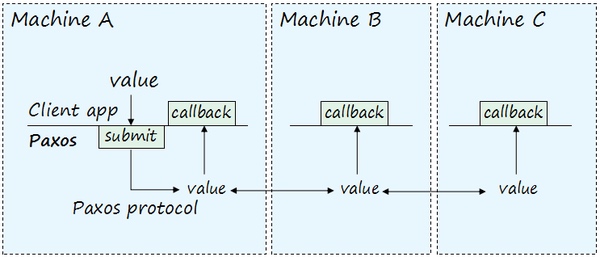 Machine A
Machine B
Machine C
value
Client app
callback
callback
callback
Paxos
submit
value
value
value
Paxos protocol